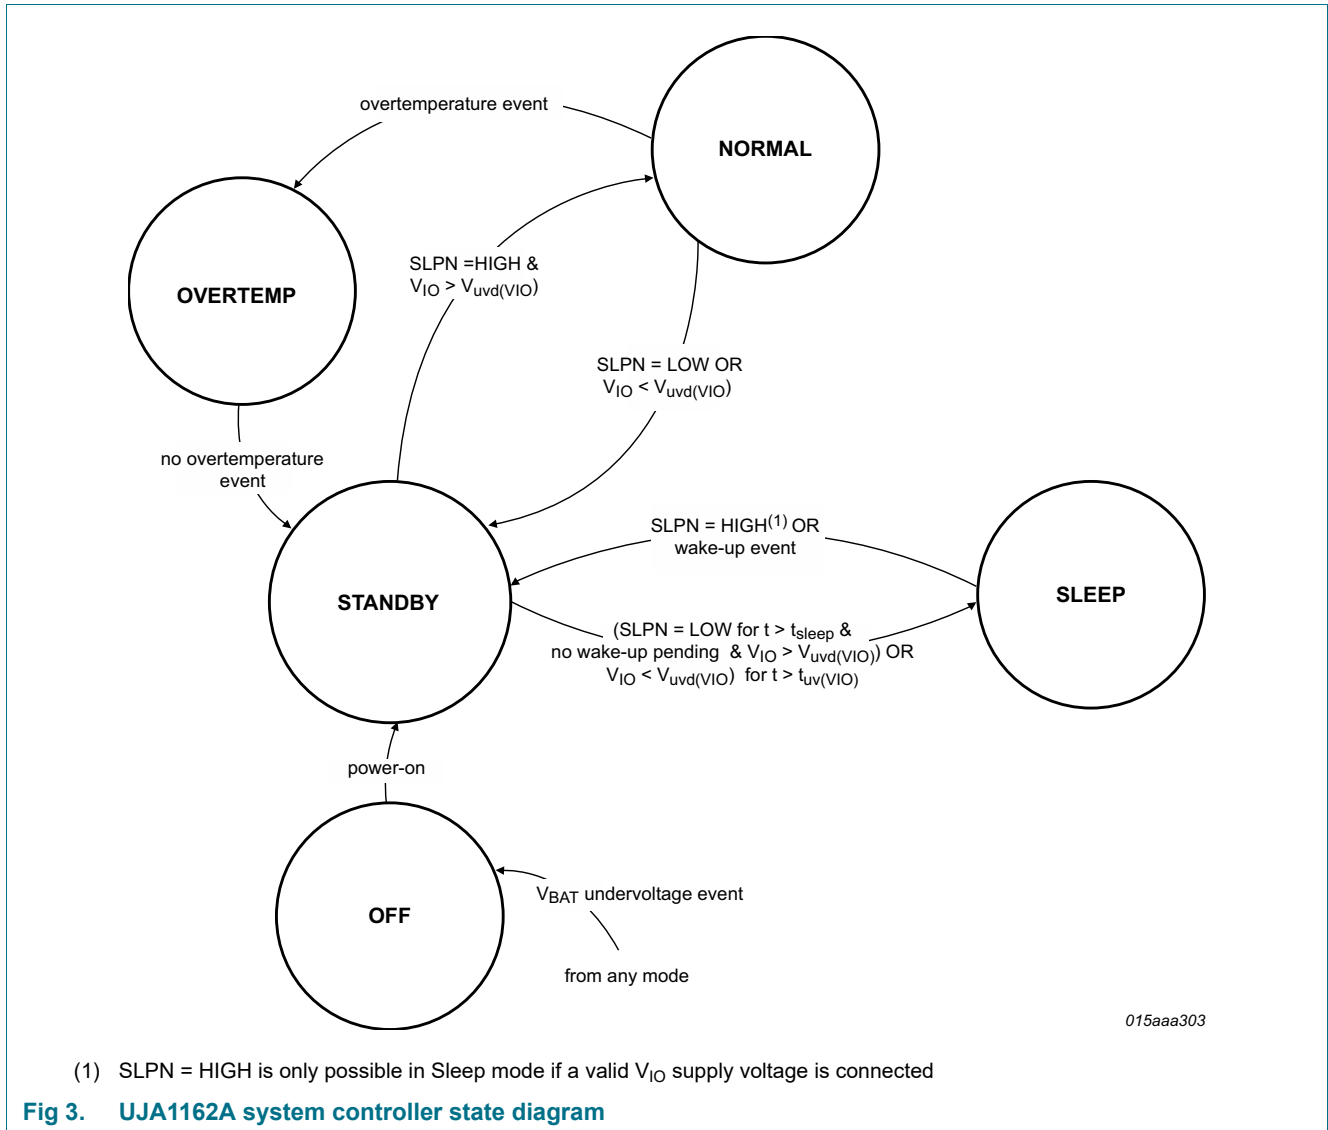 overtemperature event
NORMAL
SLPN =HIGH &
VIO > Vuvd(VIO)
OVERTEMP
SLPN = LOW OR
VIO < Vuvd(VIO)
no overtemperature
event
SLPN = HIGH(1) OR
wake-up event
STANDBY
SLEEP
(SLPN = LOW for t > tsleep &
no wake-up pending & VIO > Vuvd(VIO)) OR
VIO < Vuvd(VIO) for t > tuv(VIO)
power-on
VBAT undervoltage event
OFF
from any mode
015aaa303
(1) SLPN = HIGH is only possible in Sleep mode if a valid VIO supply voltage is connected
Fig 3. UJA1162A system controller state diagram